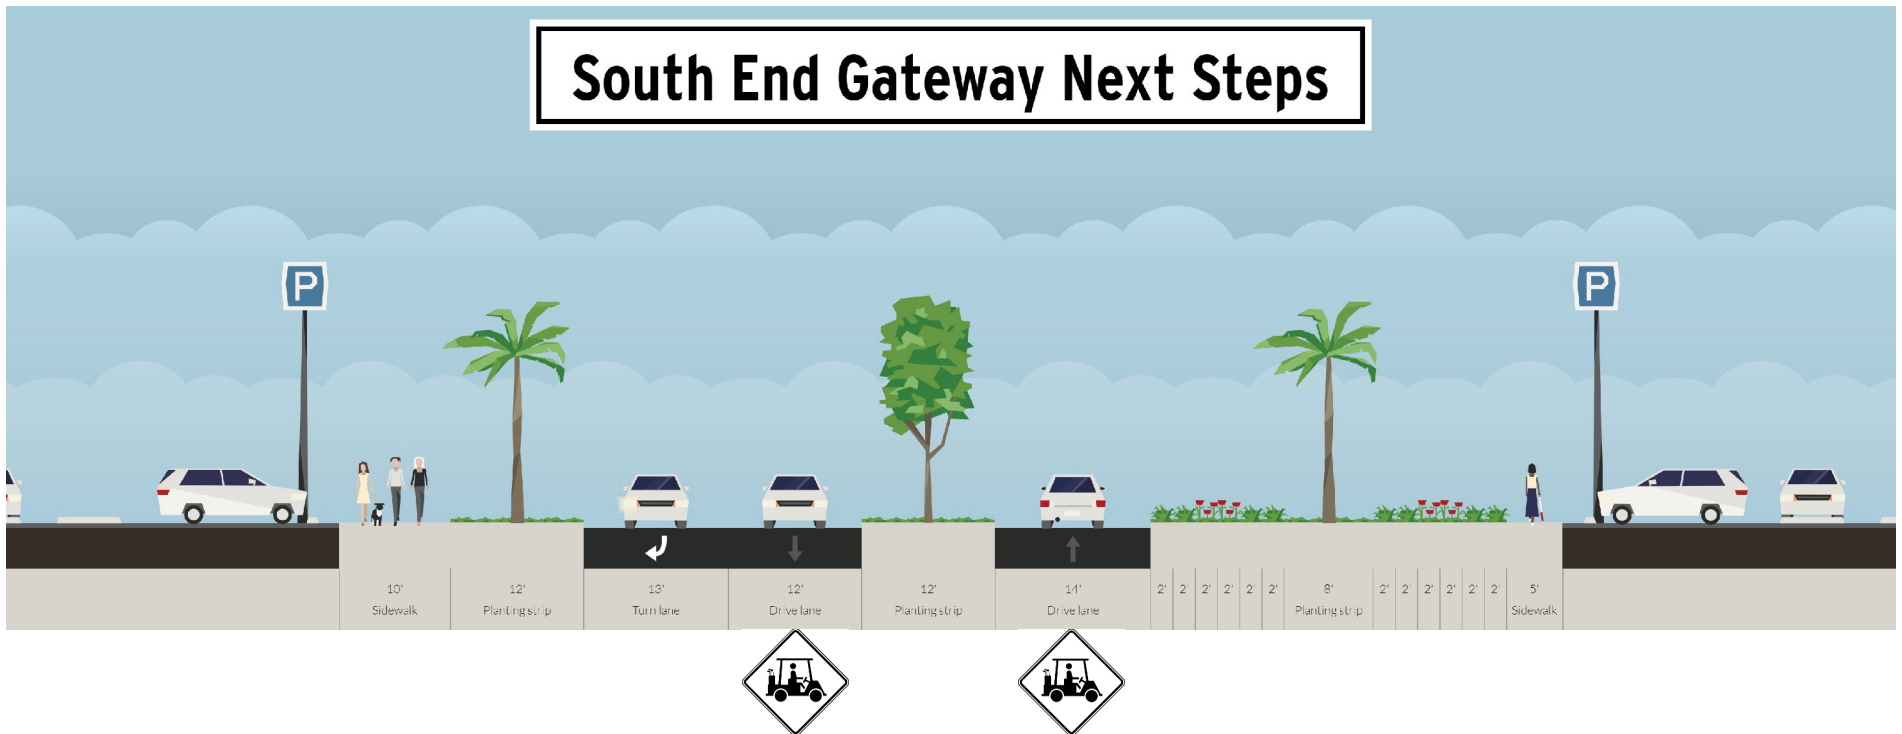 South End Gateway Next Steps
P
P
10'
Sidewalk
12'
Planting strip
13'
Turn lane
12'
Drive lane
12'
Planting strip
14'
Drive lane
2' 2' 2' 2' 2' 2'
8'
Planting strip
2' 2' 2' 2' 2' 2'
5'
Sidewalk